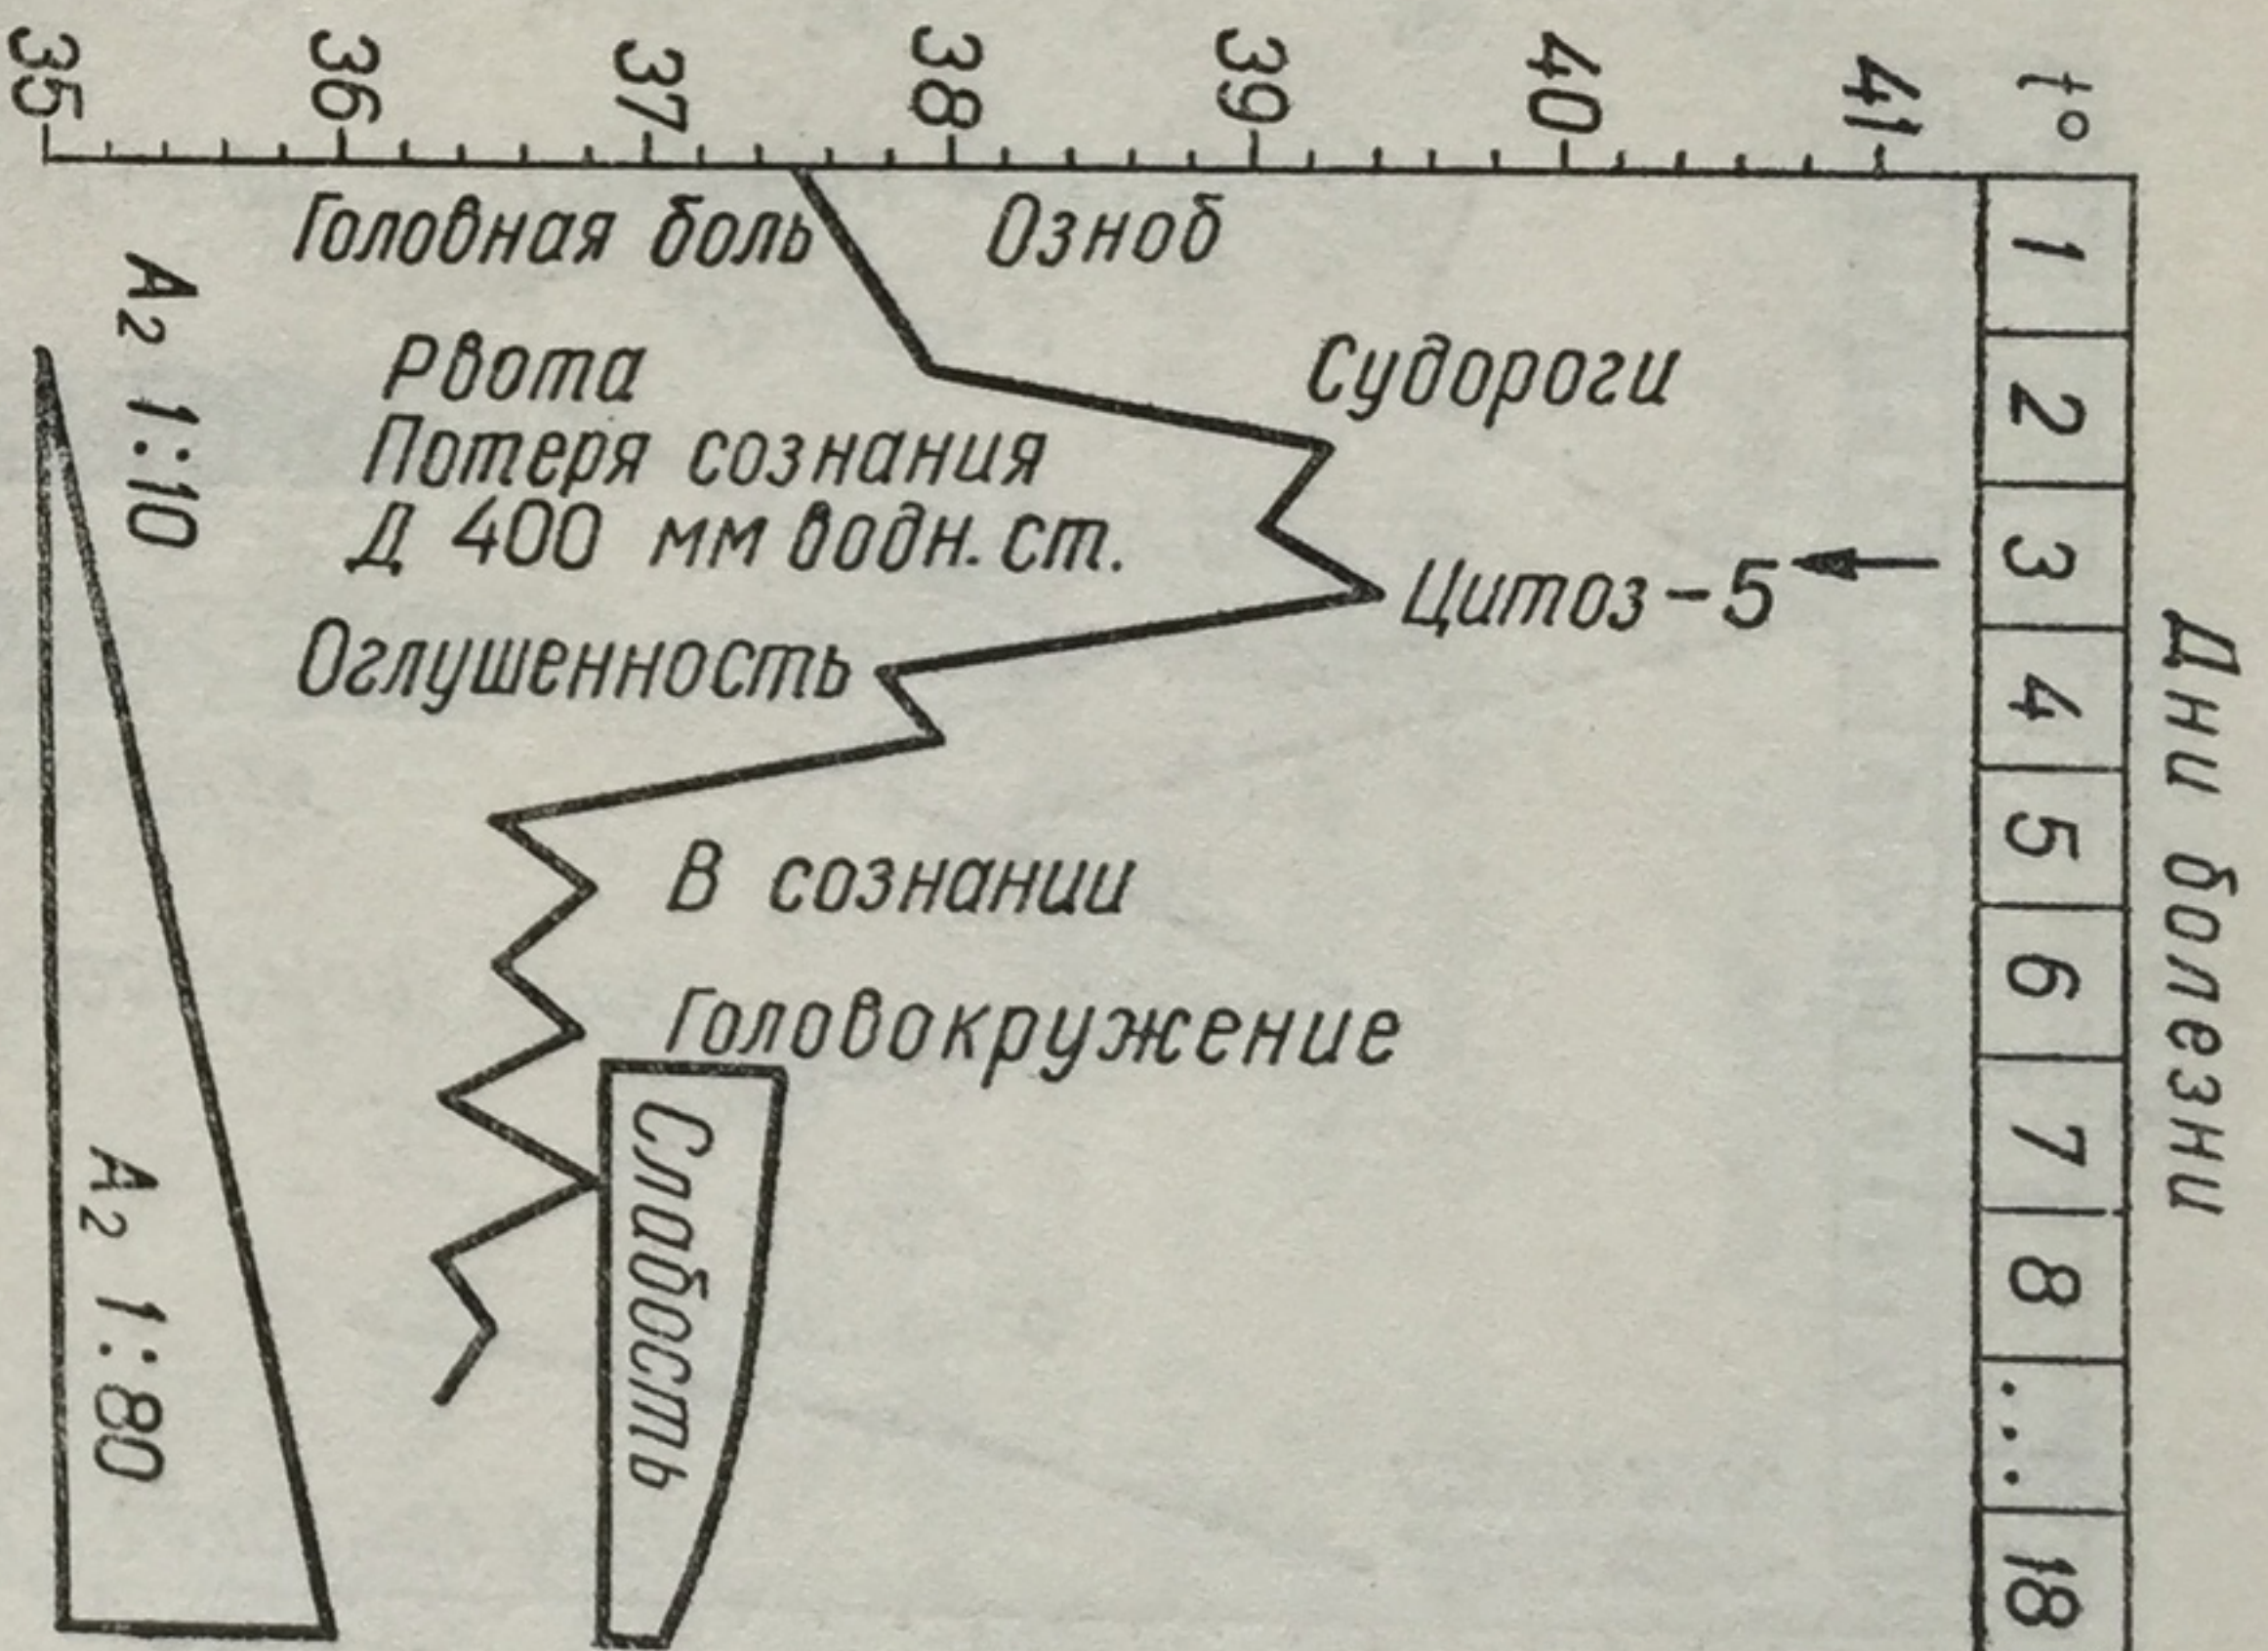 Дни болезни
t°
1 2 3 4 5 6 7 8 ... 18
41
40
39
38
37
36
35
Головная боль
Озноб
Рвота
Судороги
Потеря сознания
Д 400 мм водн. ст.
Цитоз-5
Оглушенность
В сознании
Головокружение
Слабость
А₂ 1:10
А₂ 1:80